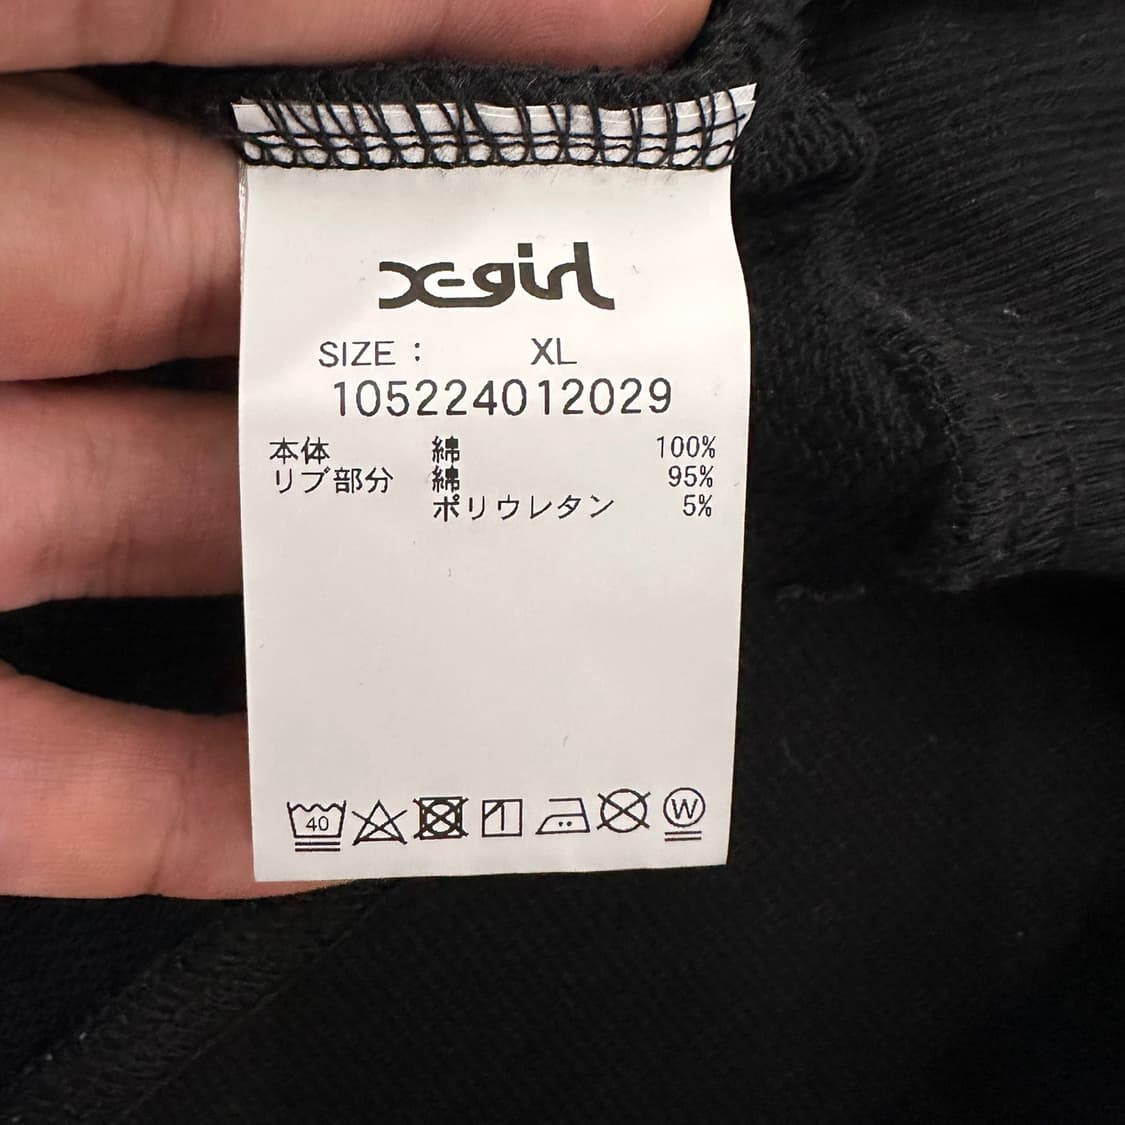 X-girl
SIZE : XL
105224012029
本体 綿 100%
リブ部分 綿 95%
ポリウレタン 5%
40 W